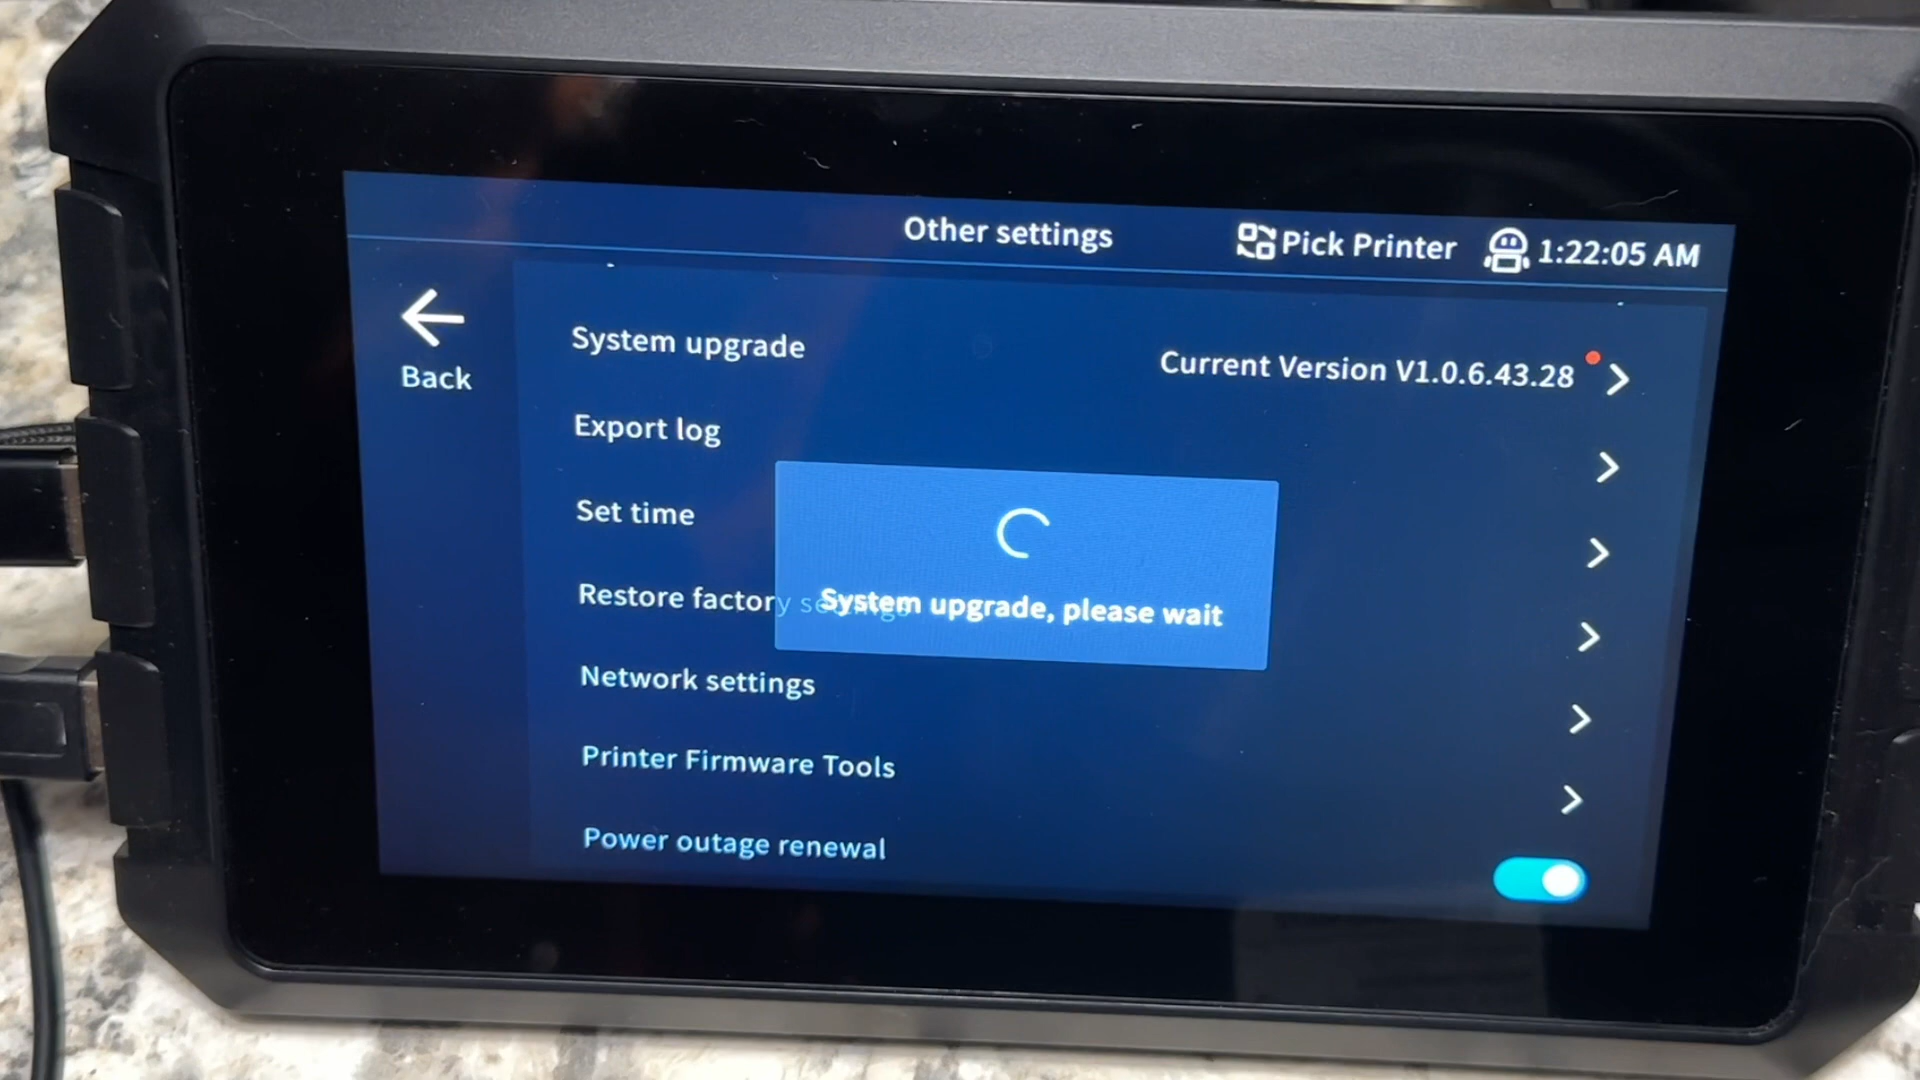 Other settings
Pick Printer
1:22:05 AM
Back
System upgrade
Current Version V1.0.6.43.28
Export log
Set time
Restore factory settings
System upgrade, please wait
Network settings
Printer Firmware Tools
Power outage renewal